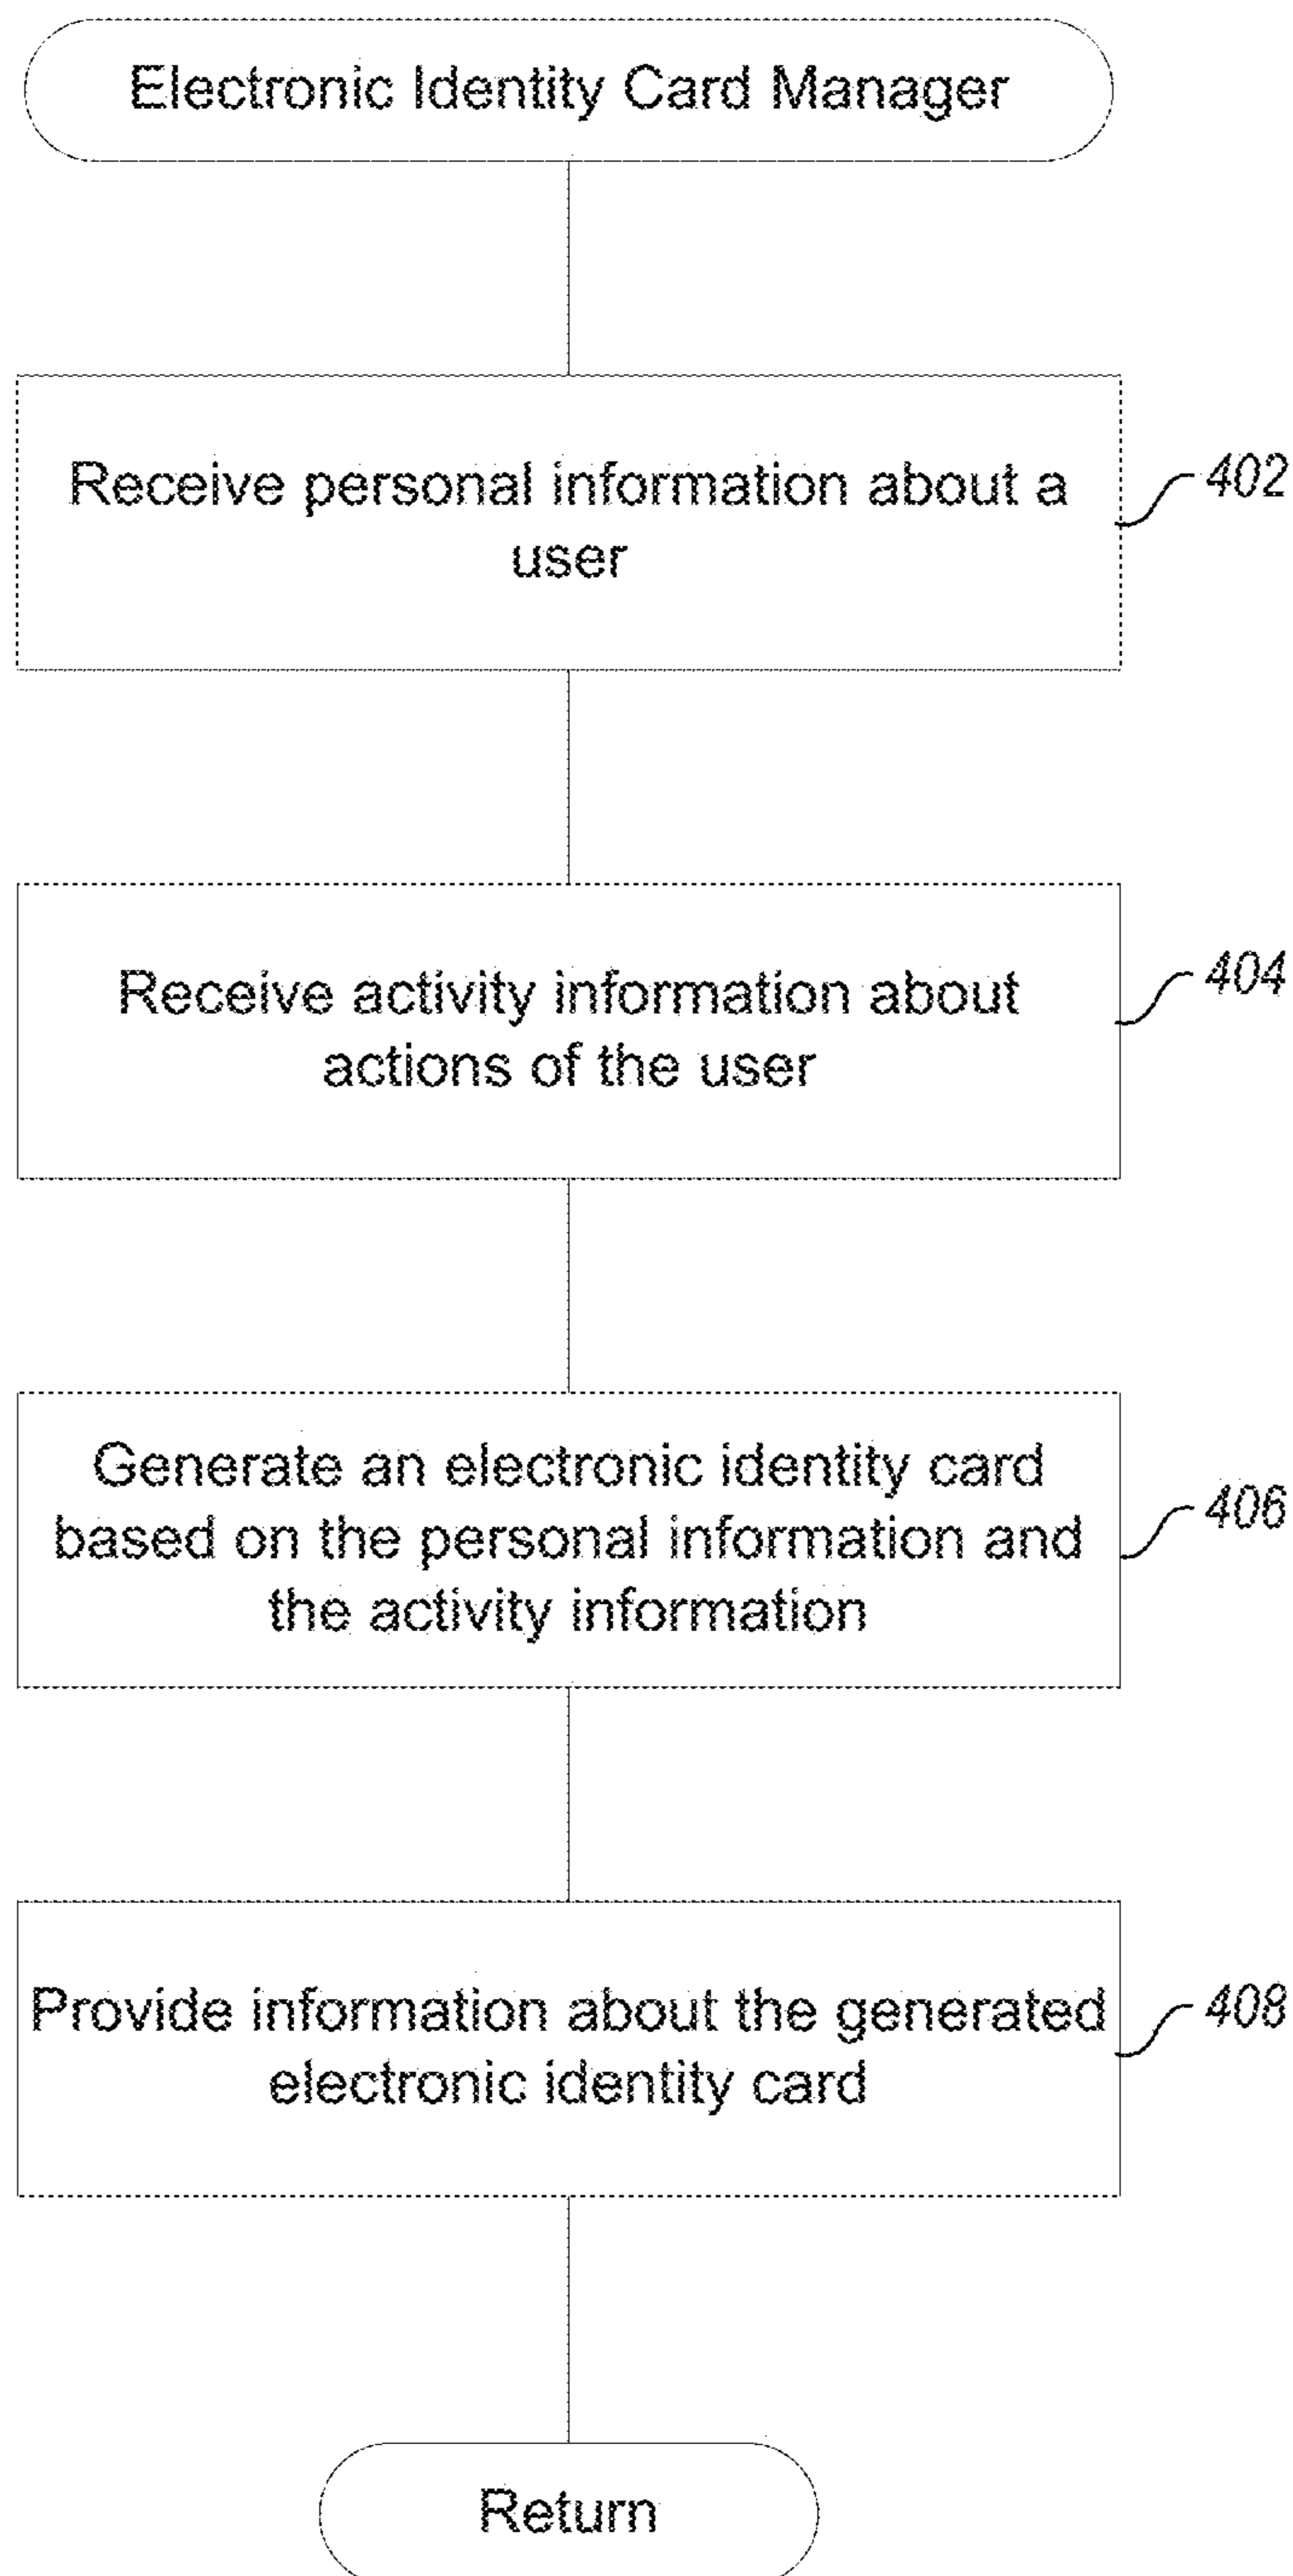 Electronic Identity Card Manager
Receive personal information about a
user
402
Receive activity information about
actions of the user
404
Generate an electronic identity card
based on the personal information and
the activity information
406
Provide information about the generated
electronic identity card
408
Return